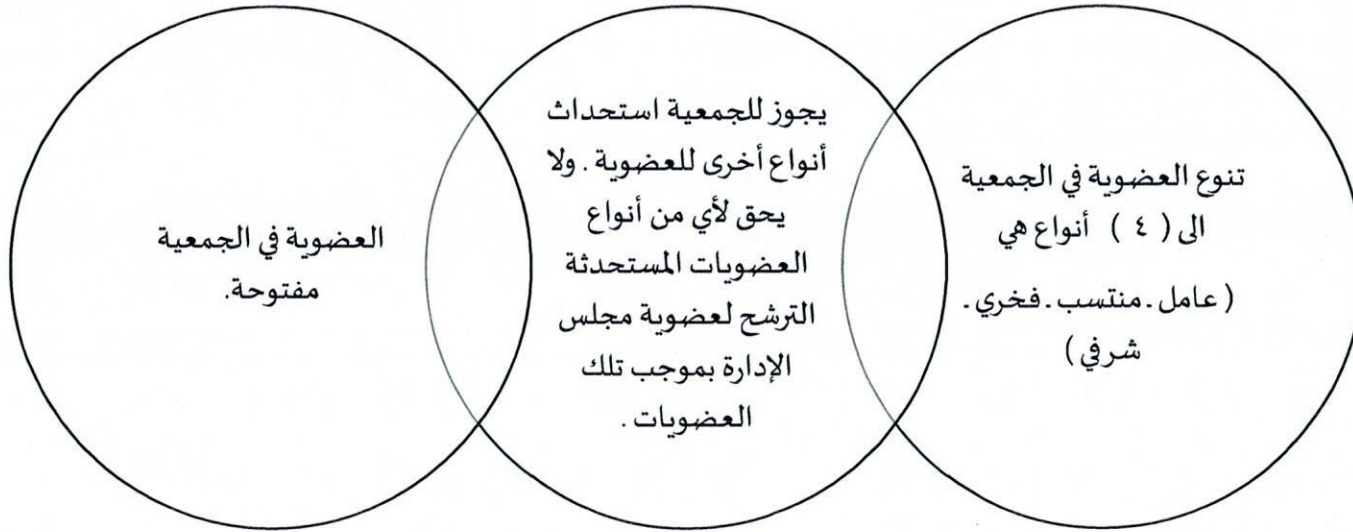 تنوع العضوية في الجمعية
الى ( ٤ ) أنواع هي
( عامل . منتسب . فخري .
شرفي )
يجوز للجمعية استحداث
أنواع أخرى للعضوية . ولا
يحق لأي من أنواع
العضويات المستحدثة
الترشح لعضوية مجلس
الإدارة بموجب تلك
العضويات .
العضوية في الجمعية
مفتوحة.